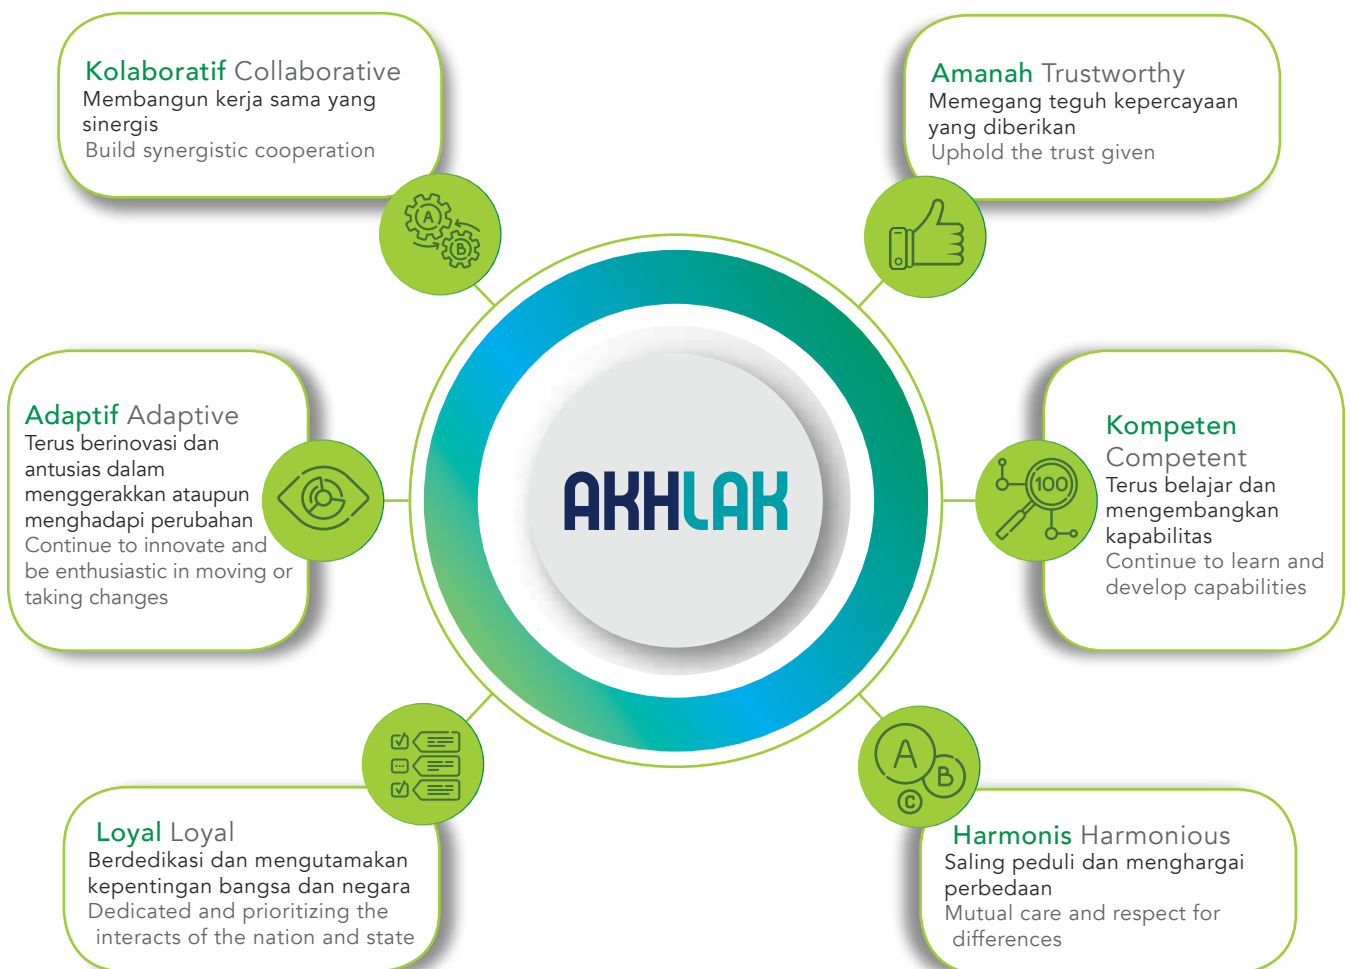 Kolaboratif Collaborative
Membangun kerja sama yang
sinergis
Build synergistic cooperation
A
B
Amanah Trustworthy
Memegang teguh kepercayaan
yang diberikan
Uphold the trust given
Adaptif Adaptive
Terus berinovasi dan
antusias dalam
menggerakkan ataupun
menghadapi perubahan
Continue to innovate and
be enthusiastic in moving or
taking changes
AKHLAK
100
Kompeten
Competent
Terus belajar dan
mengembangkan
kapabilitas
Continue to learn and
develop capabilities
Loyal Loyal
Berdedikasi dan mengutamakan
kepentingan bangsa dan negara
Dedicated and prioritizing the
interacts of the nation and state
A
B
C
Harmonis Harmonious
Saling peduli dan menghargai
perbedaan
Mutual care and respect for
differences